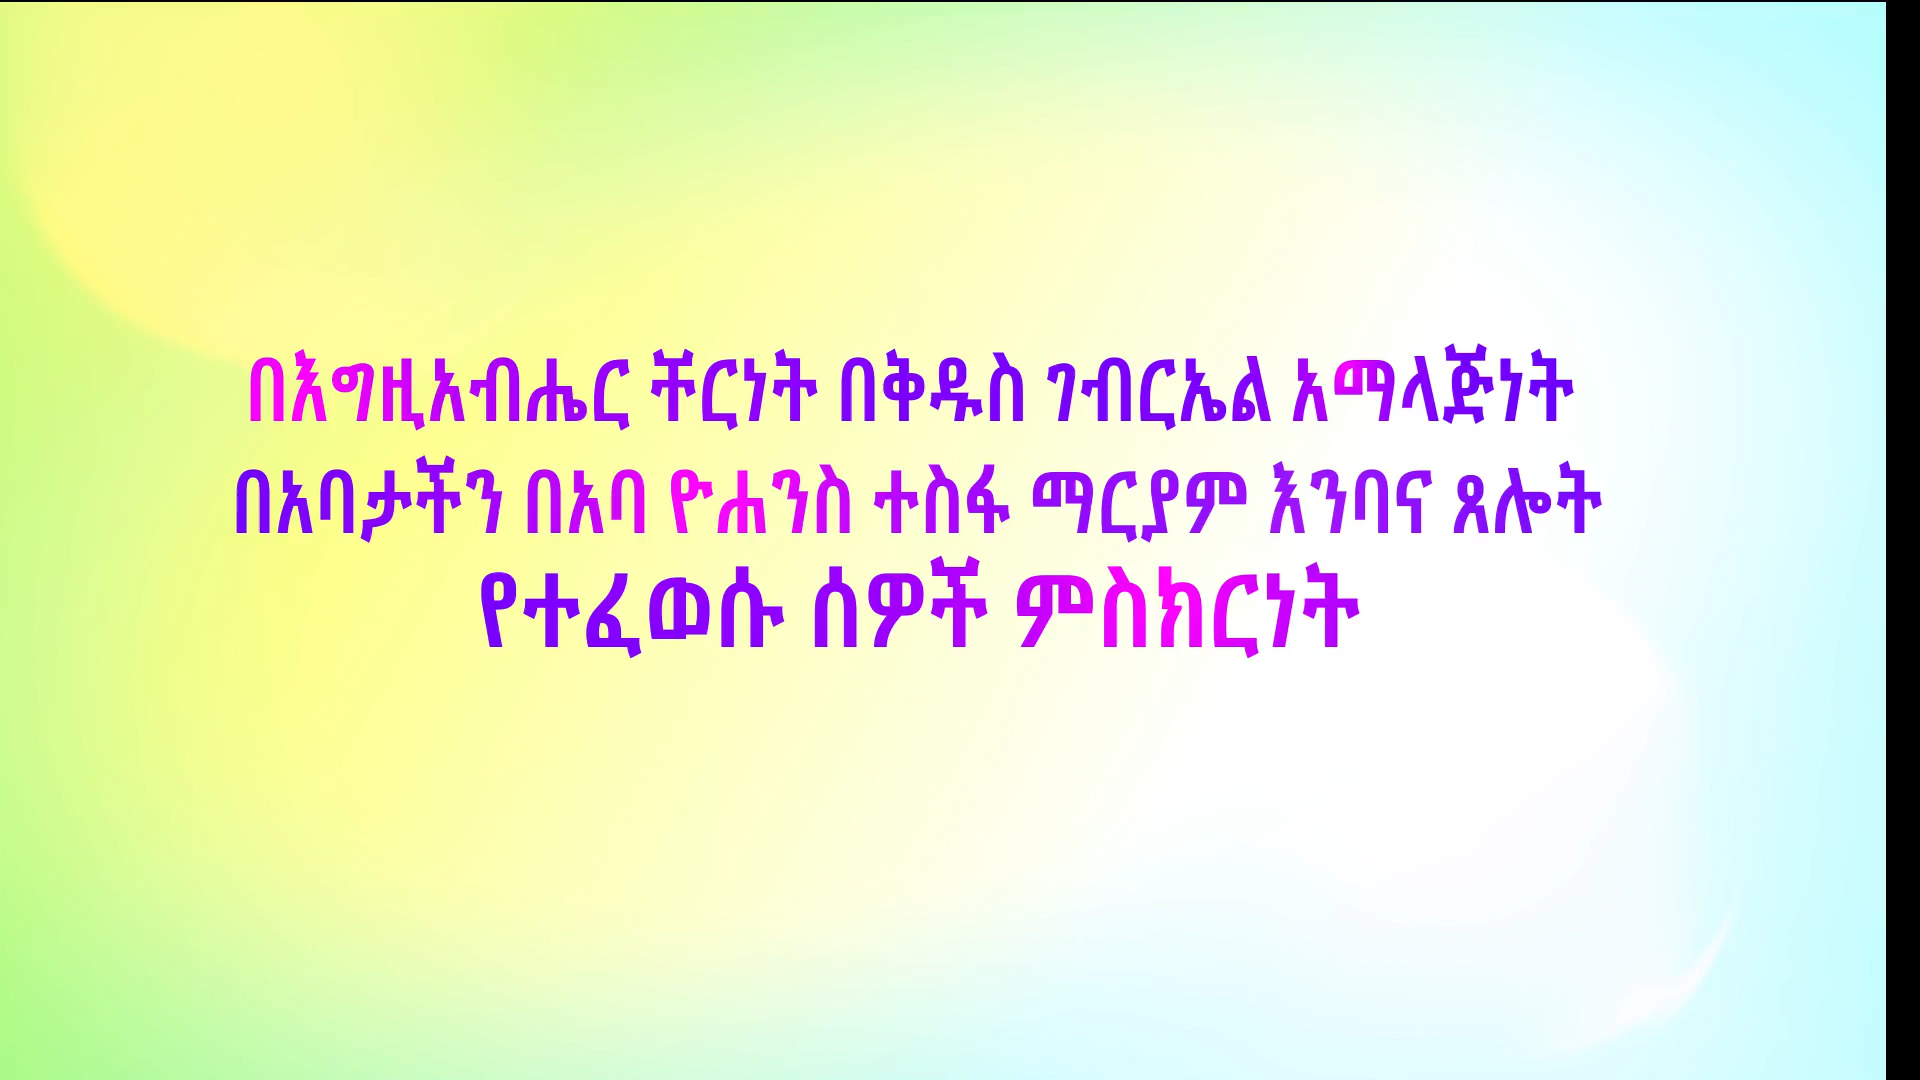 በእግዚአብሔር ቸርነት በቅዱስ ገብርኤል አማላጅነት
በአባታችን በአባ ዮሐንስ ተስፋ ማርያም እንባና ጸሎት
የተፈወሱ ሰዎች ምስክርነት